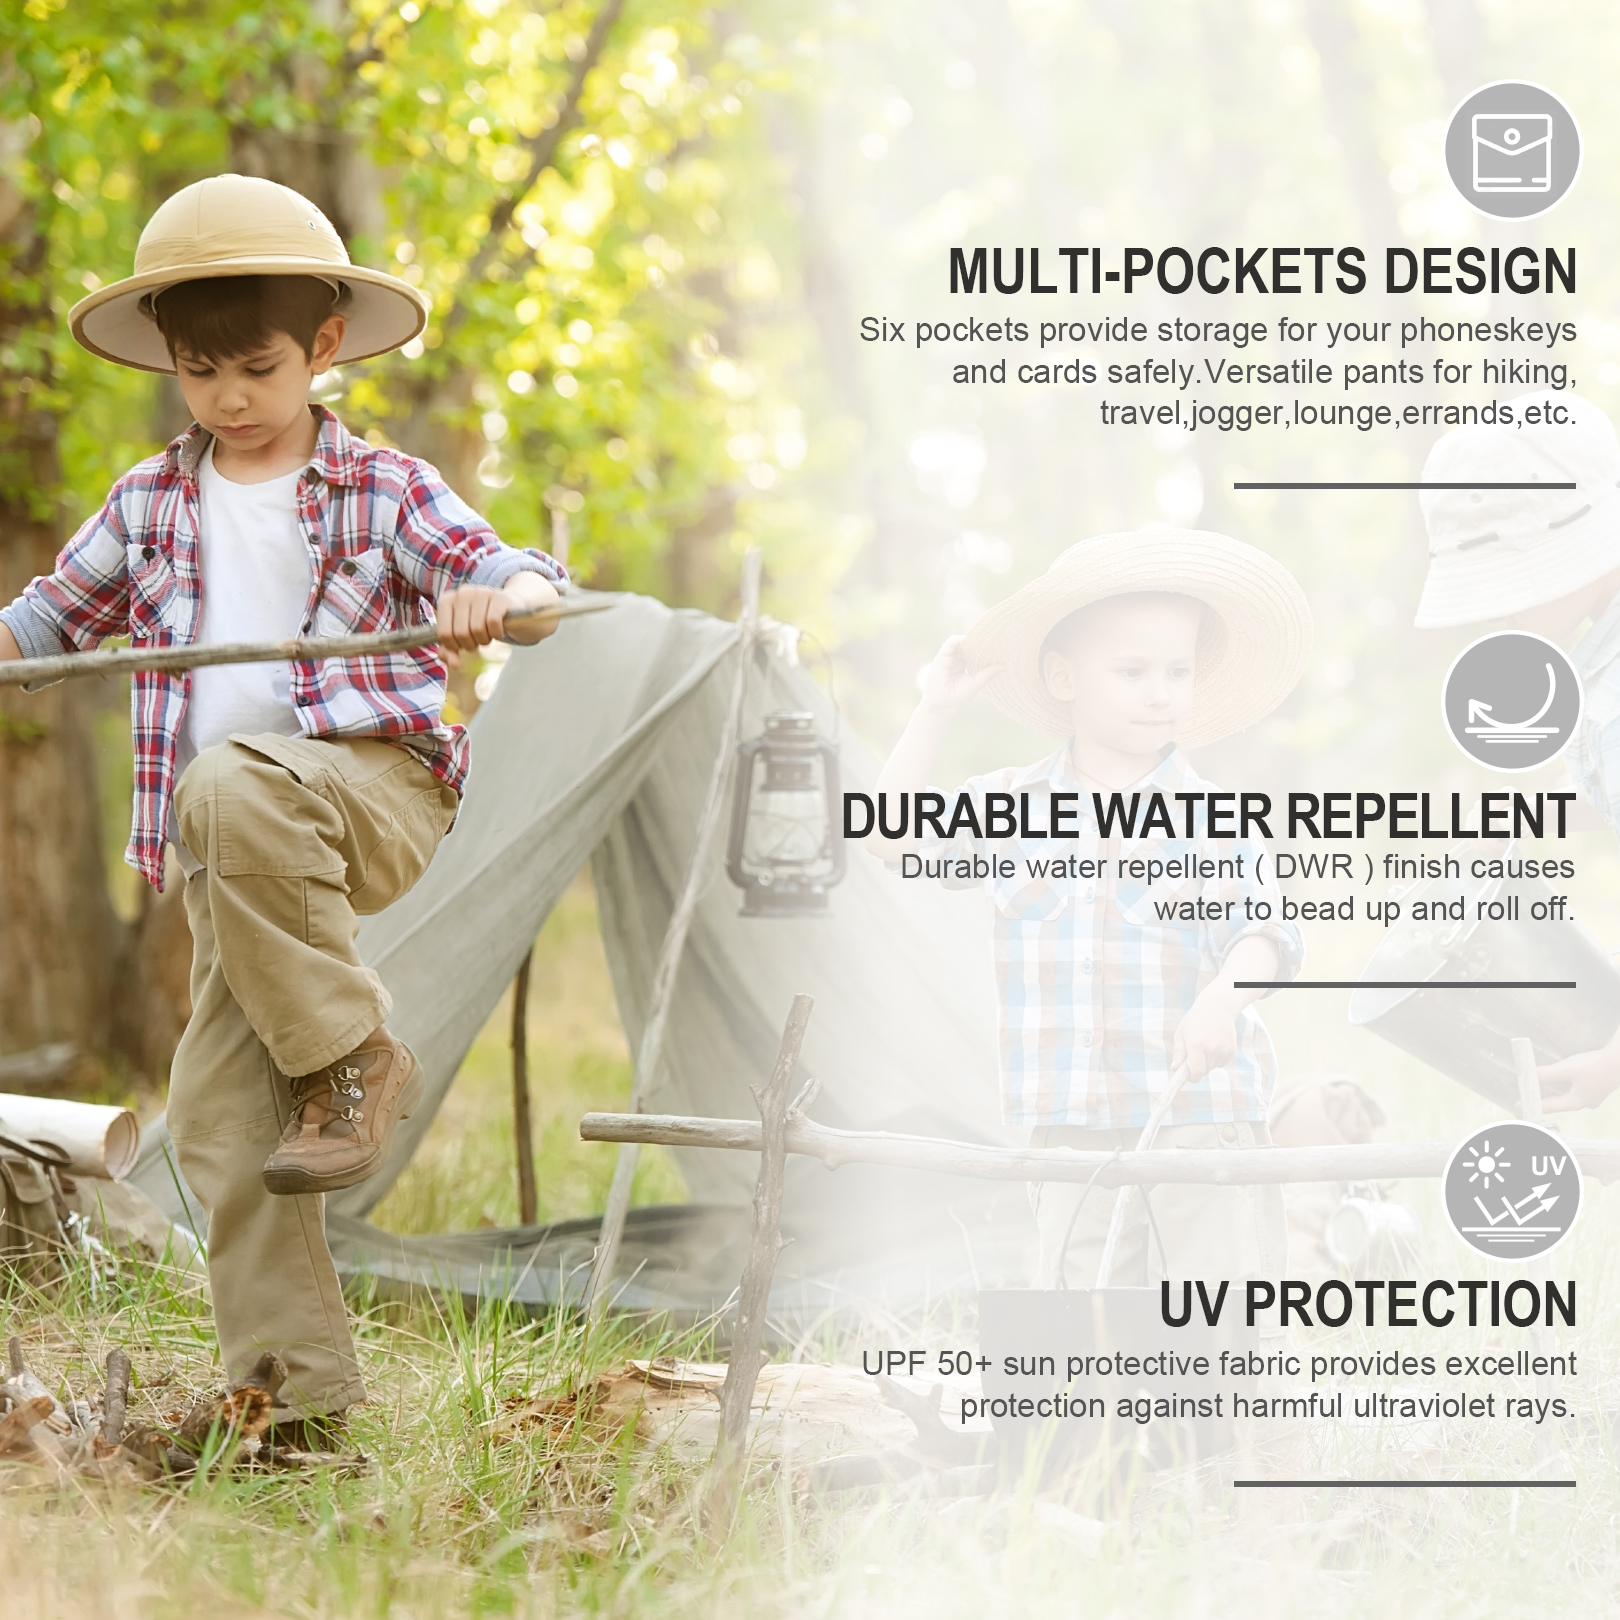 MULTI-POCKETS DESIGN
Six pockets provide storage for your phoneskeys
and cards safely.Versatile pants for hiking,
travel,jogger,lounge,errands,etc.
DURABLE WATER REPELLENT
Durable water repellent ( DWR ) finish causes
water to bead up and roll off.
UV
UV PROTECTION
UPF 50+ sun protective fabric provides excellent
protection against harmful ultraviolet rays.